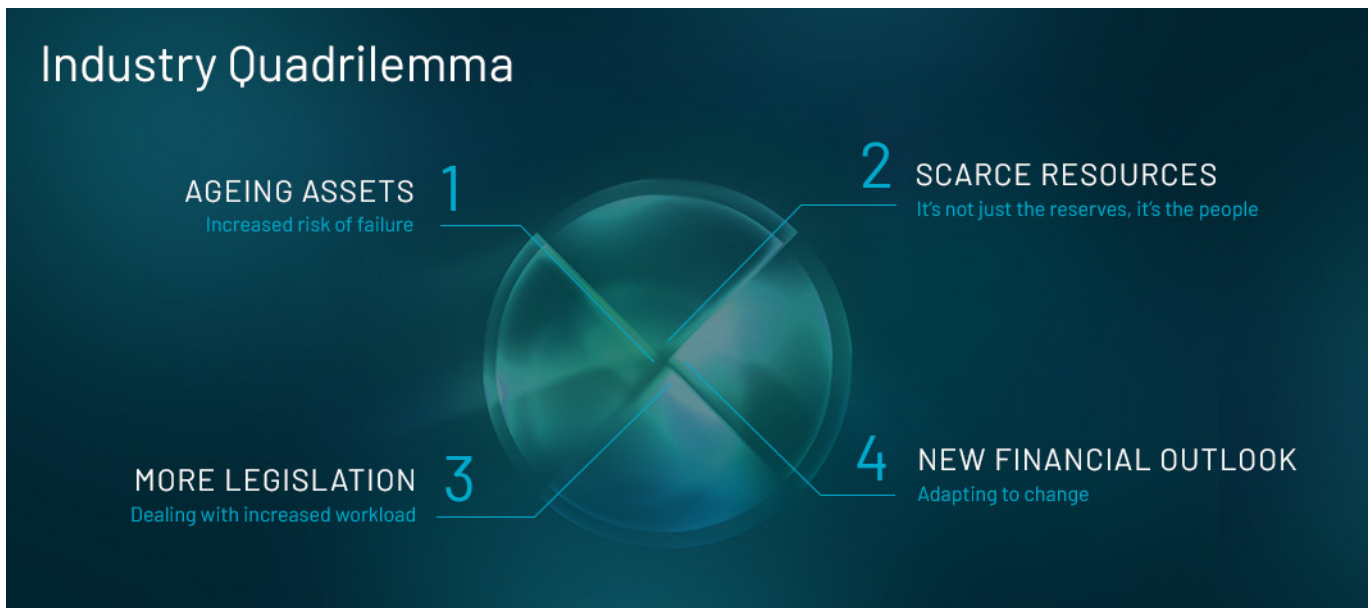 Industry Quadrilemma
1
AGEING ASSETS
Increased risk of failure
2
SCARCE RESOURCES
It's not just the reserves, it's the people
3
MORE LEGISLATION
Dealing with increased workload
4
NEW FINANCIAL OUTLOOK
Adapting to change